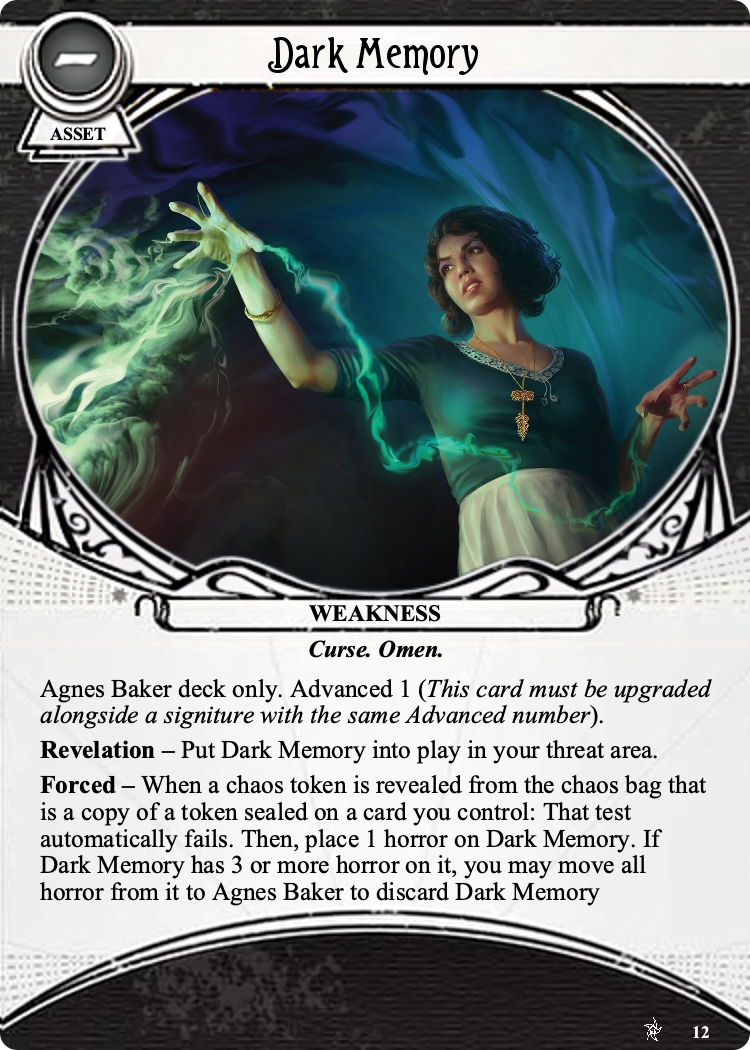 Dark Memory
–
ASSET
WEAKNESS
Curse. Omen.
Agnes Baker deck only. Advanced 1 (This card must be upgraded
alongside a signiture with the same Advanced number).
Revelation – Put Dark Memory into play in your threat area.
Forced – When a chaos token is revealed from the chaos bag that
is a copy of a token sealed on a card you control: That test
automatically fails. Then, place 1 horror on Dark Memory. If
Dark Memory has 3 or more horror on it, you may move all
horror from it to Agnes Baker to discard Dark Memory
12